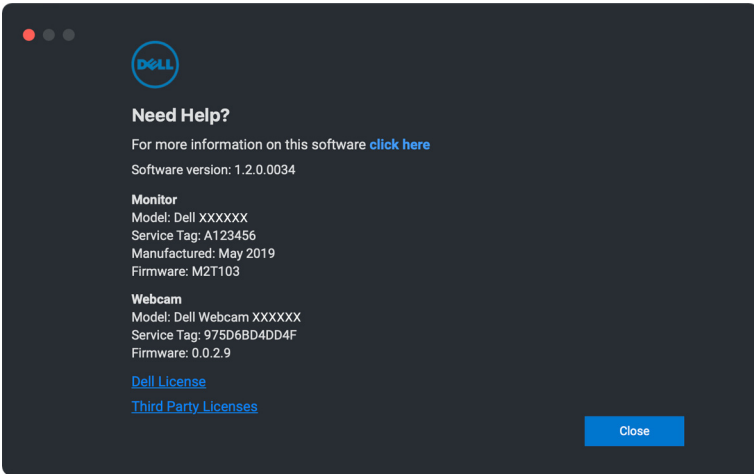 DELL
Need Help?
For more information on this software click here
Software version: 1.2.0.0034
Monitor
Model: Dell XXXXXX
Service Tag: A123456
Manufactured: May 2019
Firmware: M2T103
Webcam
Model: Dell Webcam XXXXXX
Service Tag: 975D6BD4DD4F
Firmware: 0.0.2.9
Dell License
Third Party Licenses
Close